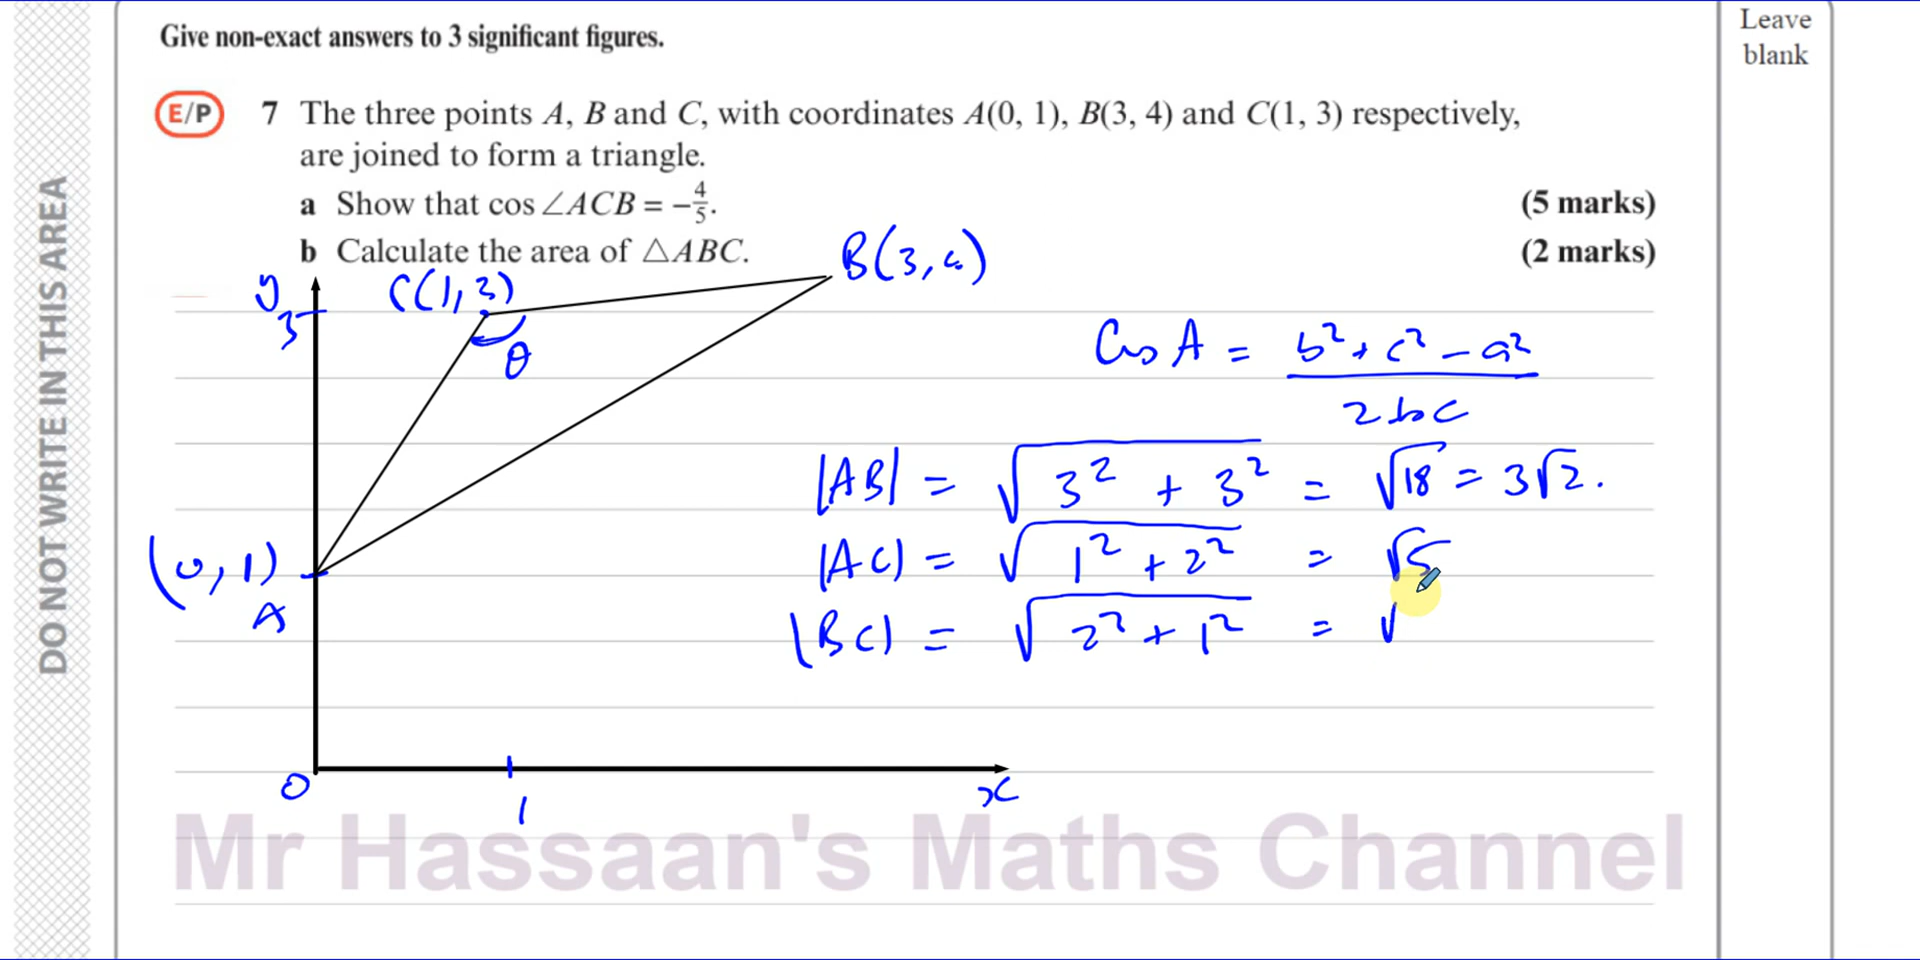 Leave
blank
Give non-exact answers to 3 significant figures.
E/P 7 The three points A, B and C, with coordinates A(0, 1), B(3, 4) and C(1, 3) respectively,
are joined to form a triangle.
a Show that cos ∠ACB = −4/5. (5 marks)
b Calculate the area of △ABC. (2 marks)
DO NOT WRITE IN THIS AREA
B(3,4)
C(1,3)
y
3
θ
Cos A = b² + c² − a² / 2bc
|AB| = √3² + 3² = √18 = 3√2.
|AC| = √1² + 2² = √5
|BC| = √2² + 1² = √
(0,1)
A
0
1
x
Mr Hassaan's Maths Channel